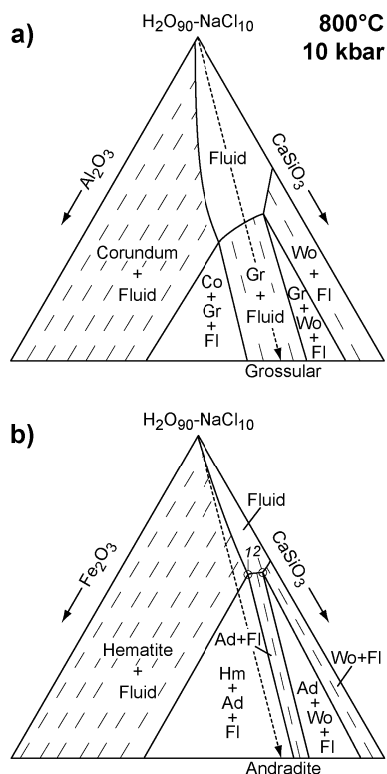 a)
H₂O₉₀-NaCl₁₀
800°C
10 kbar
Al₂O₃
CaSiO₃
Fluid
Corundum
+
Fluid
Co
+
Gr
+
Fl
Gr
+
Fluid
Gr
+
Wo
+
Fl
Wo
+
Fl
Grossular
b)
H₂O₉₀-NaCl₁₀
Fluid
Fe₂O₃
CaSiO₃
12
Ad+Fl
Wo+Fl
Hematite
+
Fluid
Hm
+
Ad
+
Fl
Ad
+
Wo
+
Fl
Andradite